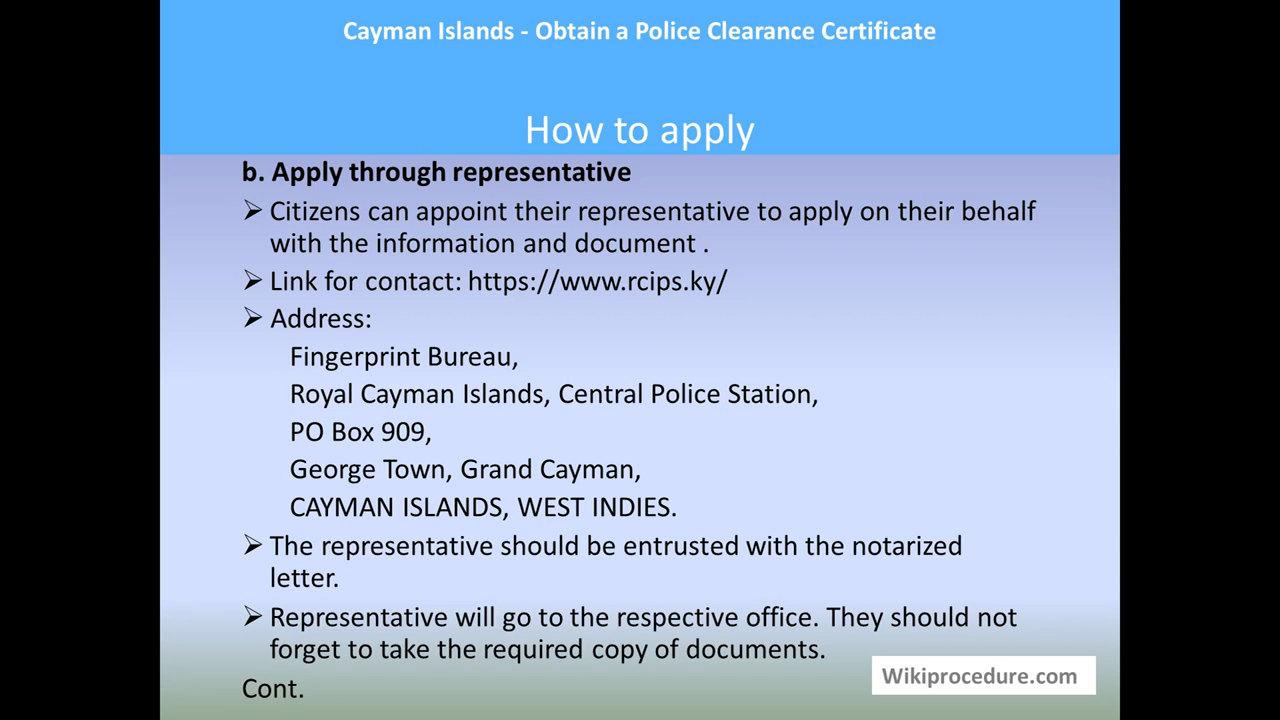 Cayman Islands - Obtain a Police Clearance Certificate
How to apply
b. Apply through representative
➢ Citizens can appoint their representative to apply on their behalf
with the information and document .
➢ Link for contact: https://www.rcips.ky/
➢ Address:
Fingerprint Bureau,
Royal Cayman Islands, Central Police Station,
PO Box 909,
George Town, Grand Cayman,
CAYMAN ISLANDS, WEST INDIES.
➢ The representative should be entrusted with the notarized
letter.
➢ Representative will go to the respective office. They should not
forget to take the required copy of documents.
Cont.
Wikiprocedure.com